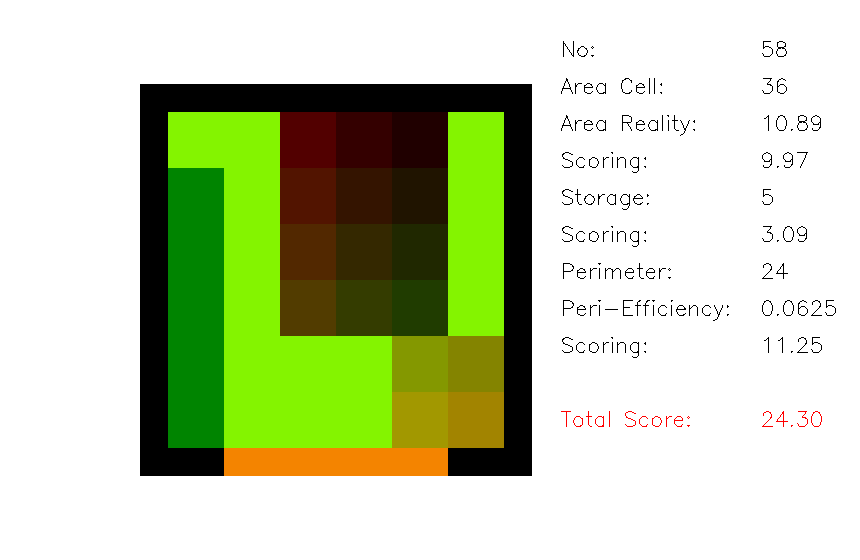 No: 58
Area Cell: 36
Area Reality: 10.89
Scoring: 9.97
Storage: 5
Scoring: 3.09
Perimeter: 24
Peri-Efficiency: 0.0625
Scoring: 11.25
Total Score: 24.30